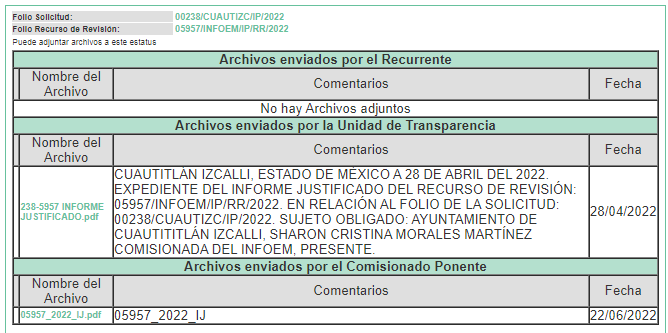 Folio Solicitud: 00238/CUAUTIZC/IP/2022
Folio Recurso de Revisión: 05957/INFOEM/IP/RR/2022
Puede adjuntar archivos a este estatus
Archivos enviados por el Recurrente
Nombre del Archivo Comentarios Fecha
No hay Archivos adjuntos
Archivos enviados por la Unidad de Transparencia
Nombre del Archivo Comentarios Fecha
238-5957 INFORME JUSTIFICADO.pdf
CUAUTITLÁN IZCALLI, ESTADO DE MÉXICO A 28 DE ABRIL DEL 2022.
EXPEDIENTE DEL INFORME JUSTIFICADO DEL RECURSO DE REVISIÓN:
05957/INFOEM/IP/RR/2022. EN RELACIÓN AL FOLIO DE LA SOLICITUD:
00238/CUAUTIZC/IP/2022. SUJETO OBLIGADO: AYUNTAMIENTO DE
CUAUTITITLÁN IZCALLI, SHARON CRISTINA MORALES MARTÍNEZ
COMISIONADA DEL INFOEM, PRESENTE.
28/04/2022
Archivos enviados por el Comisionado Ponente
Nombre del Archivo Comentarios Fecha
05957_2022_IJ.pdf 05957_2022_IJ 22/06/2022